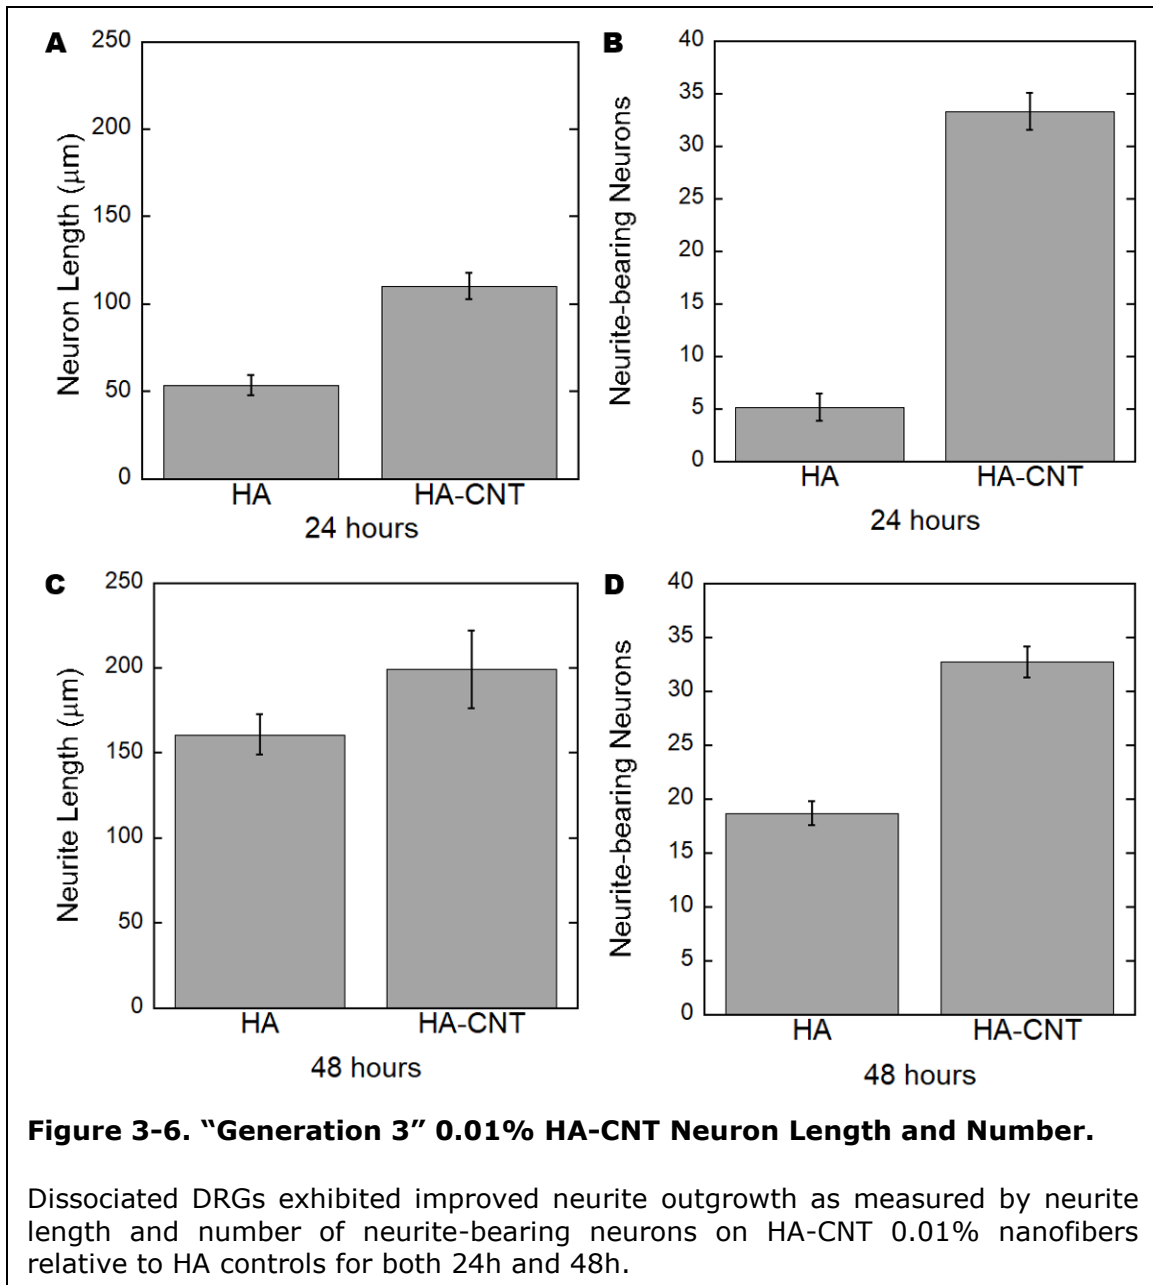 A
250
200
150
100
50
0
Neuron Length (μm)
HA
HA-CNT
24 hours
B
40
35
30
25
20
15
10
5
0
Neurite-bearing Neurons
HA
HA-CNT
24 hours
C
250
200
150
100
50
0
Neurite Length (μm)
HA
HA-CNT
48 hours
D
40
35
30
25
20
15
10
5
0
Neurite-bearing Neurons
HA
HA-CNT
48 hours
Figure 3-6. “Generation 3” 0.01% HA-CNT Neuron Length and Number.
Dissociated DRGs exhibited improved neurite outgrowth as measured by neurite
length and number of neurite-bearing neurons on HA-CNT 0.01% nanofibers
relative to HA controls for both 24h and 48h.